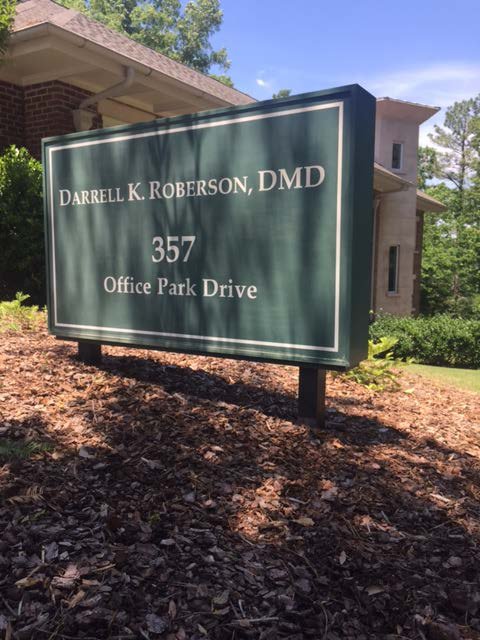 Darrell K. Roberson, DMD
357
Office Park Drive